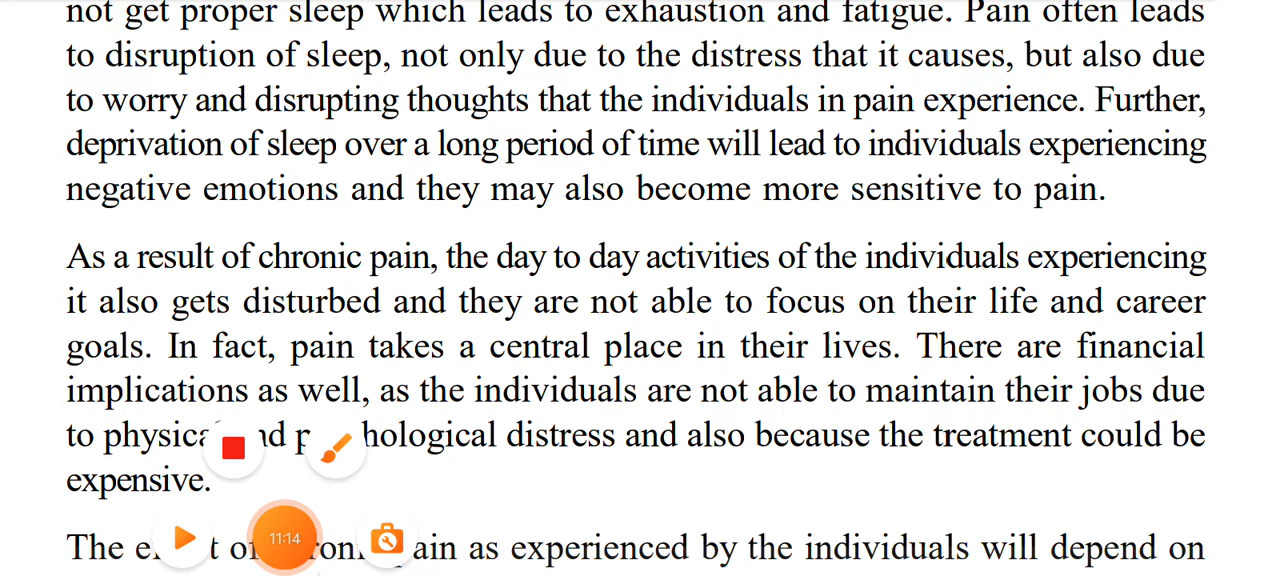 not get proper sleep which leads to exhaustion and fatigue. Pain often leads
to disruption of sleep, not only due to the distress that it causes, but also due
to worry and disrupting thoughts that the individuals in pain experience. Further,
deprivation of sleep over a long period of time will lead to individuals experiencing
negative emotions and they may also become more sensitive to pain.
As a result of chronic pain, the day to day activities of the individuals experiencing
it also gets disturbed and they are not able to focus on their life and career
goals. In fact, pain takes a central place in their lives. There are financial
implications as well, as the individuals are not able to maintain their jobs due
to physical and psychological distress and also because the treatment could be
expensive.
The effect of chronic pain as experienced by the individuals will depend on
11:14